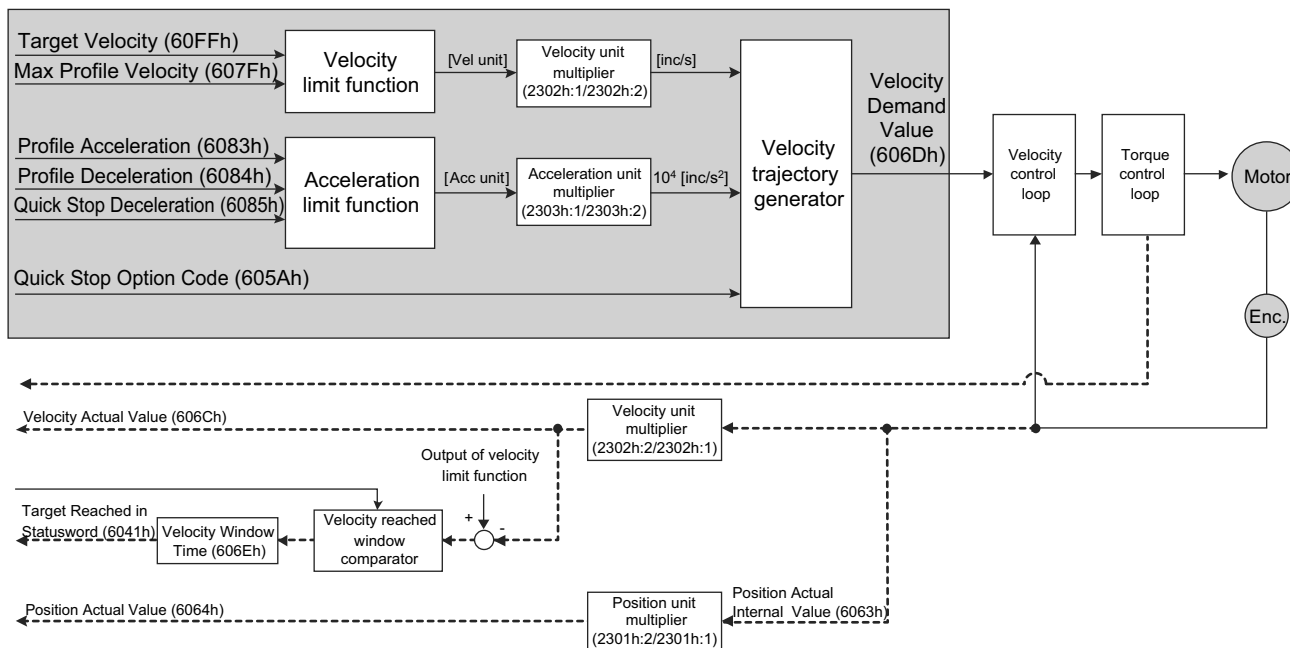 Target Velocity (60FFh)
Max Profile Velocity (607Fh)
Velocity
limit function
[Vel unit]
Velocity unit
multiplier
(2302h:1/2302h:2)
[inc/s]
Profile Acceleration (6083h)
Profile Deceleration (6084h)
Quick Stop Deceleration (6085h)
Acceleration
limit function
[Acc unit]
Acceleration unit
multiplier
(2303h:1/2303h:2)
10⁴ [inc/s²]
Quick Stop Option Code (605Ah)
Velocity
trajectory
generator
Velocity
Demand
Value
(606Dh)
Velocity
control
loop
Torque
control
loop
Motor
Enc.
Velocity Actual Value (606Ch)
Velocity unit
multiplier
(2302h:2/2302h:1)
Output of velocity
limit function
+
-
Target Reached in
Statusword (6041h)
Velocity Window
Time (606Eh)
Velocity reached
window
comparator
Position Actual Value (6064h)
Position unit
multiplier
(2301h:2/2301h:1)
Position Actual
Internal Value (6063h)